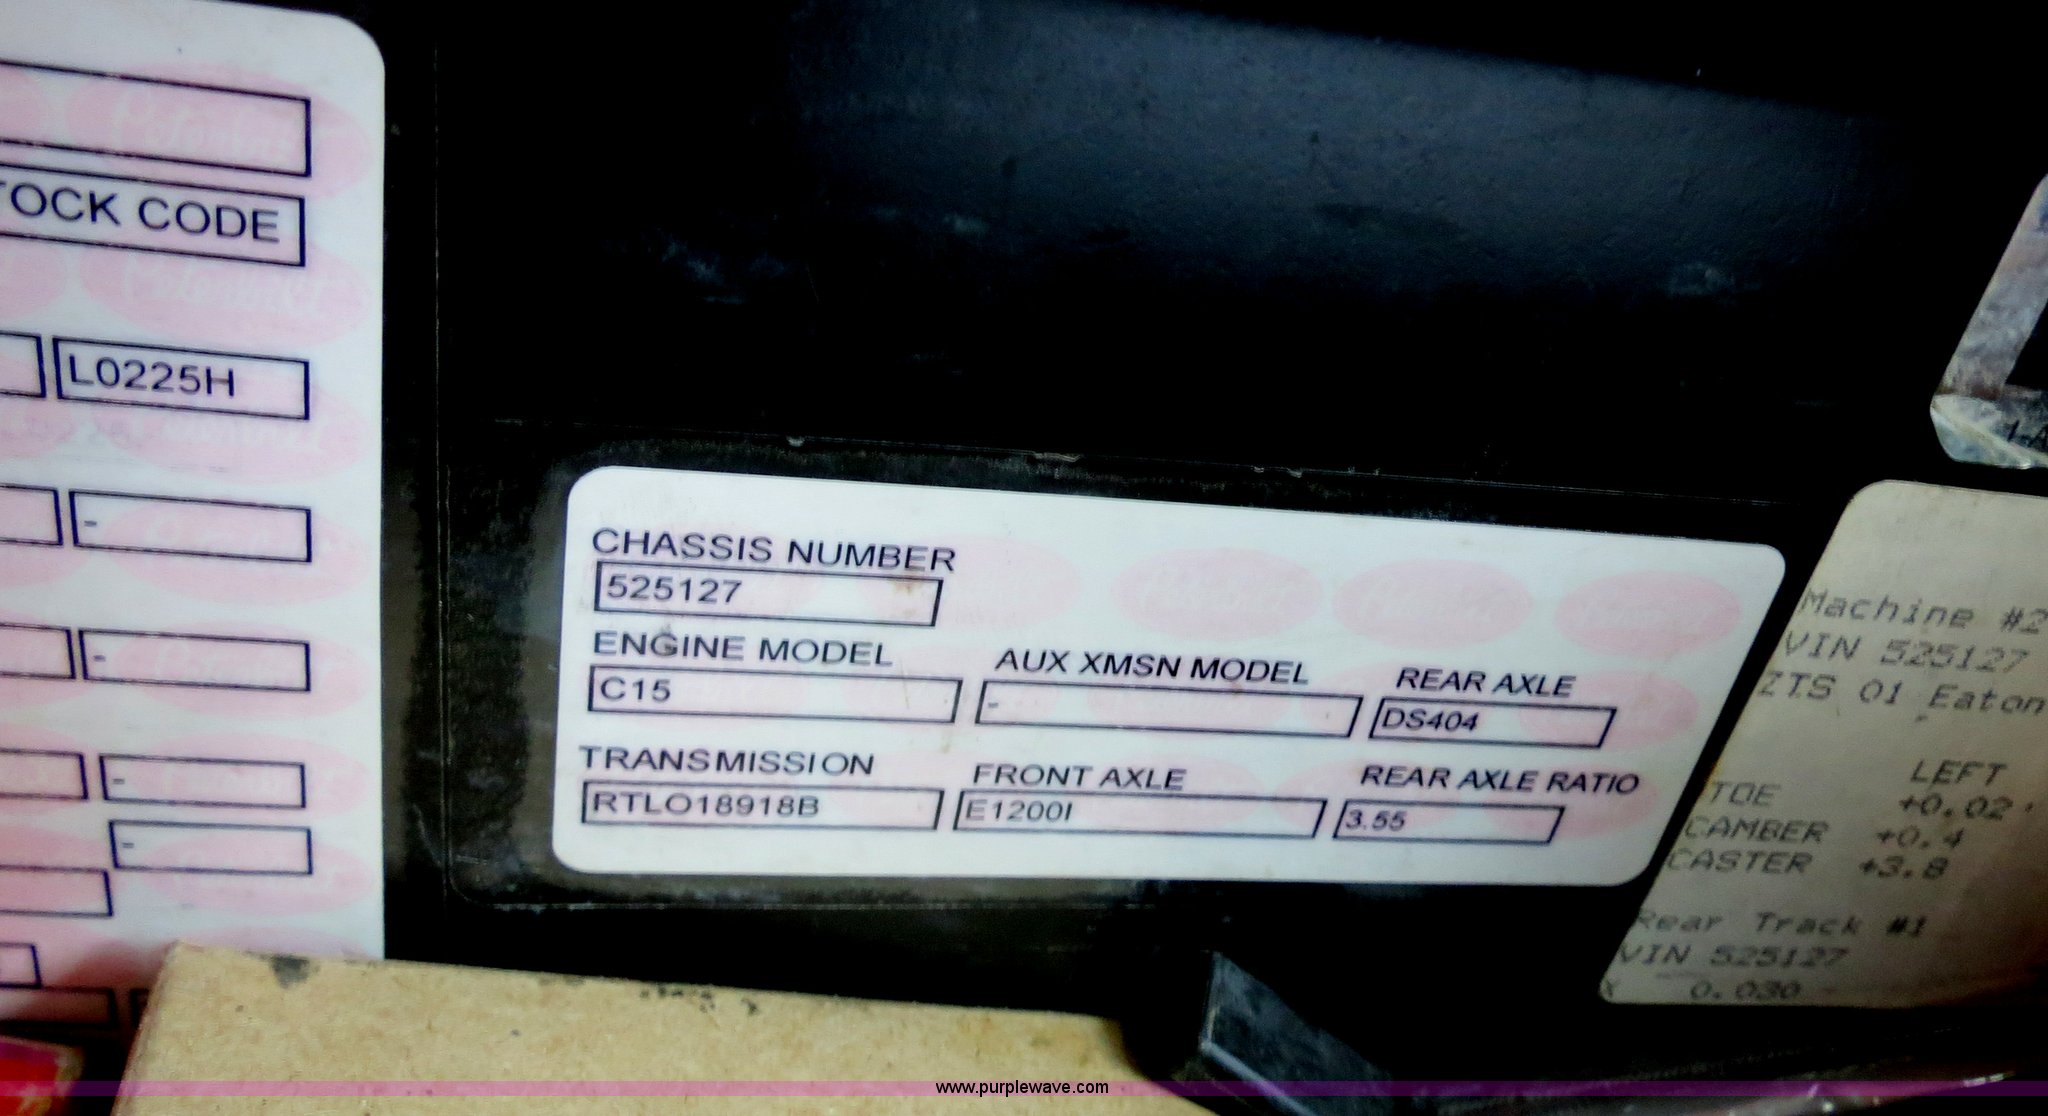 TOCK CODE
L0225H
-
-
-
-
CHASSIS NUMBER
525127
ENGINE MODEL
C15
AUX XMSN MODEL
-
REAR AXLE
DS404
TRANSMISSION
RTLO18918B
FRONT AXLE
E1200I
REAR AXLE RATIO
3.55
Machine #2
VIN 525127
ZTS 01 Eaton
LEFT
TOE +0.02
CAMBER +0.4
CASTER +3.8
Rear Track #1
VIN 525127
0.030
www.purplewave.com